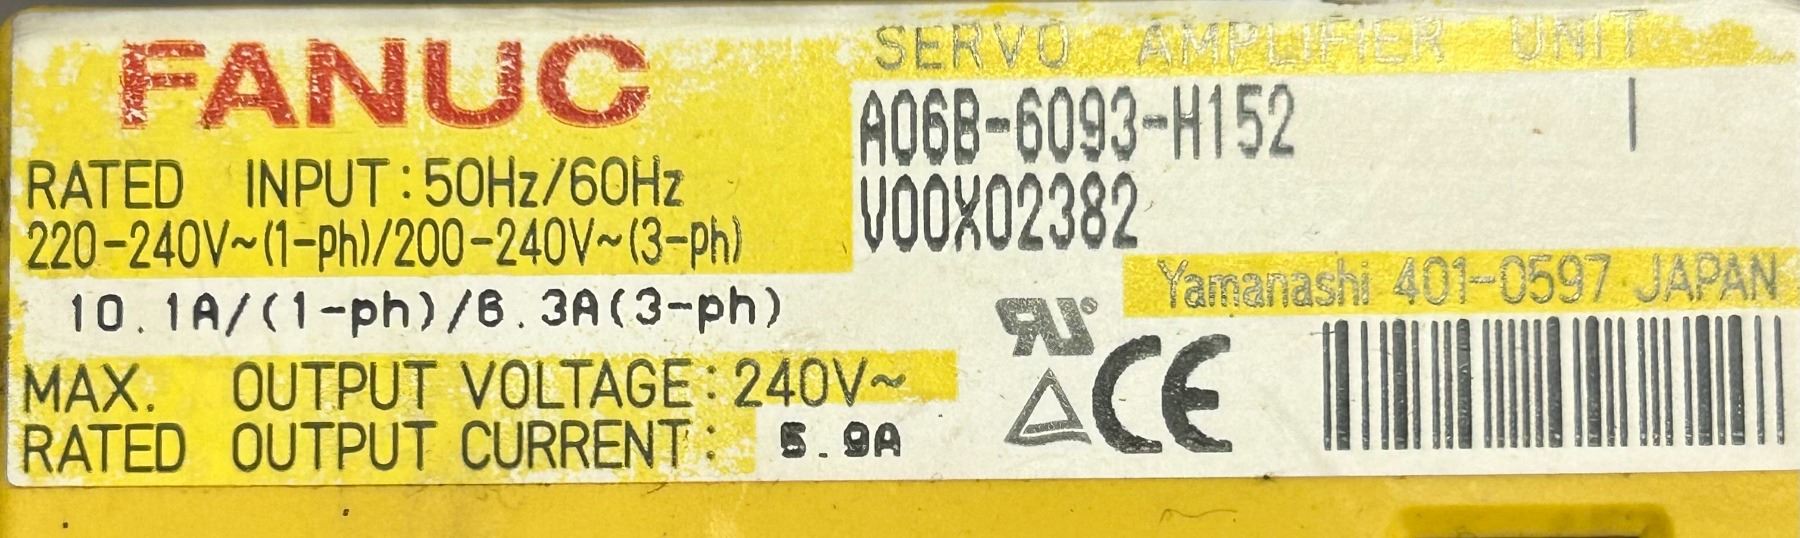 FANUC
SERVO AMPLIFIER UNIT
A06B-6093-H152 I
V00X02382
RATED INPUT:50Hz/60Hz
220-240V~(1-ph)/200-240V~(3-ph)
10.1A/(1-ph)/6.3A(3-ph)
MAX. OUTPUT VOLTAGE:240V~
RATED OUTPUT CURRENT: 5.9A
Yamanashi 401-0597 JAPAN
RU
CE